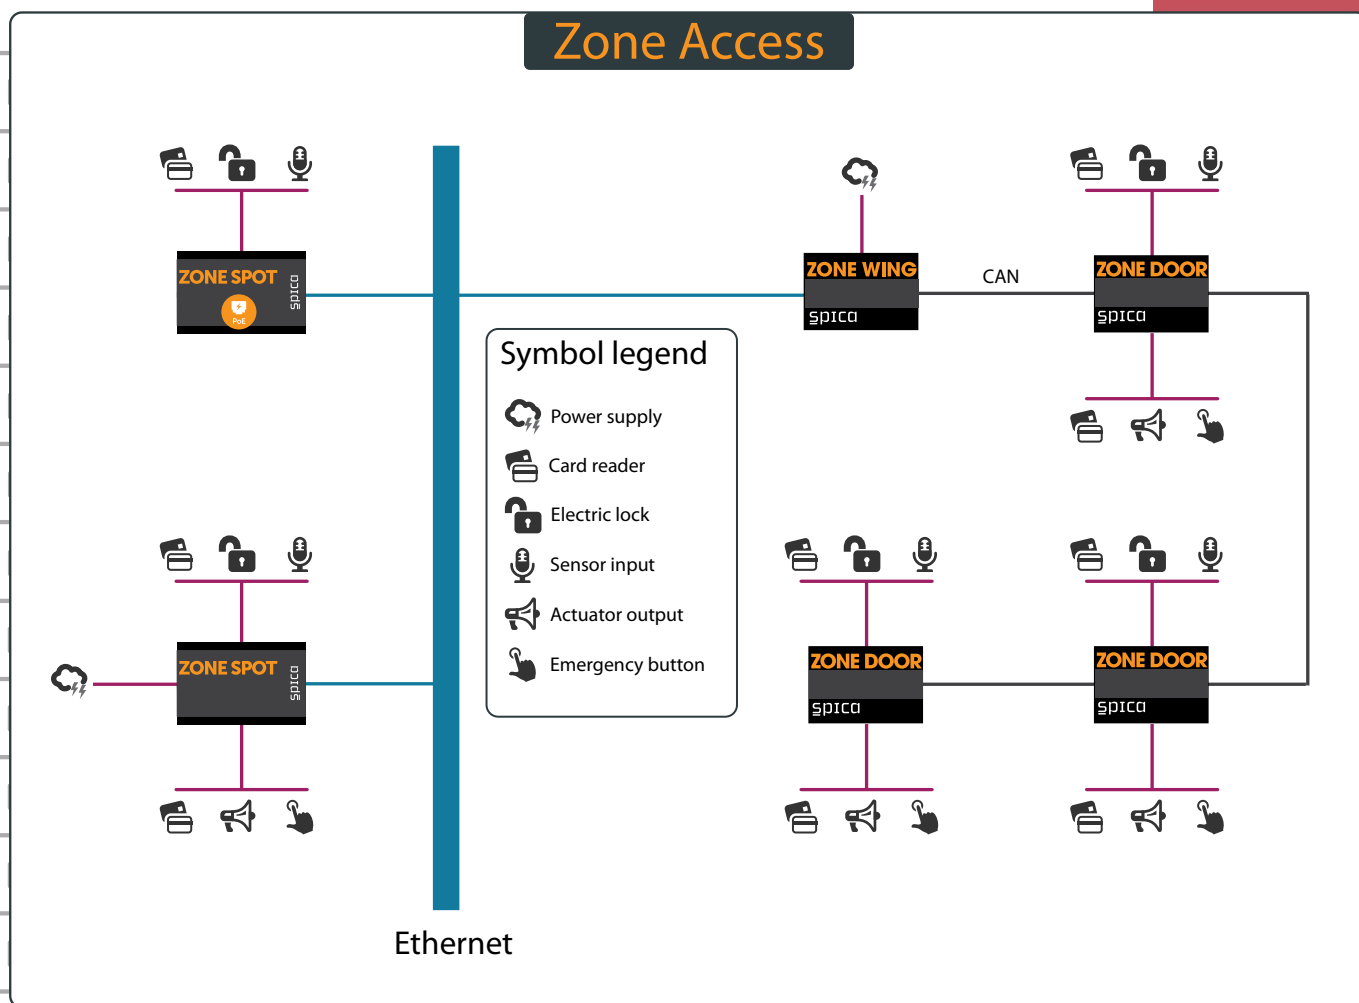 Zone Access
ZONE SPOT
PoE
spica
ZONE WING
spica
CAN
ZONE DOOR
spica
Symbol legend
Power supply
Card reader
Electric lock
Sensor input
Actuator output
Emergency button
ZONE SPOT
spica
ZONE DOOR
spica
ZONE DOOR
spica
Ethernet